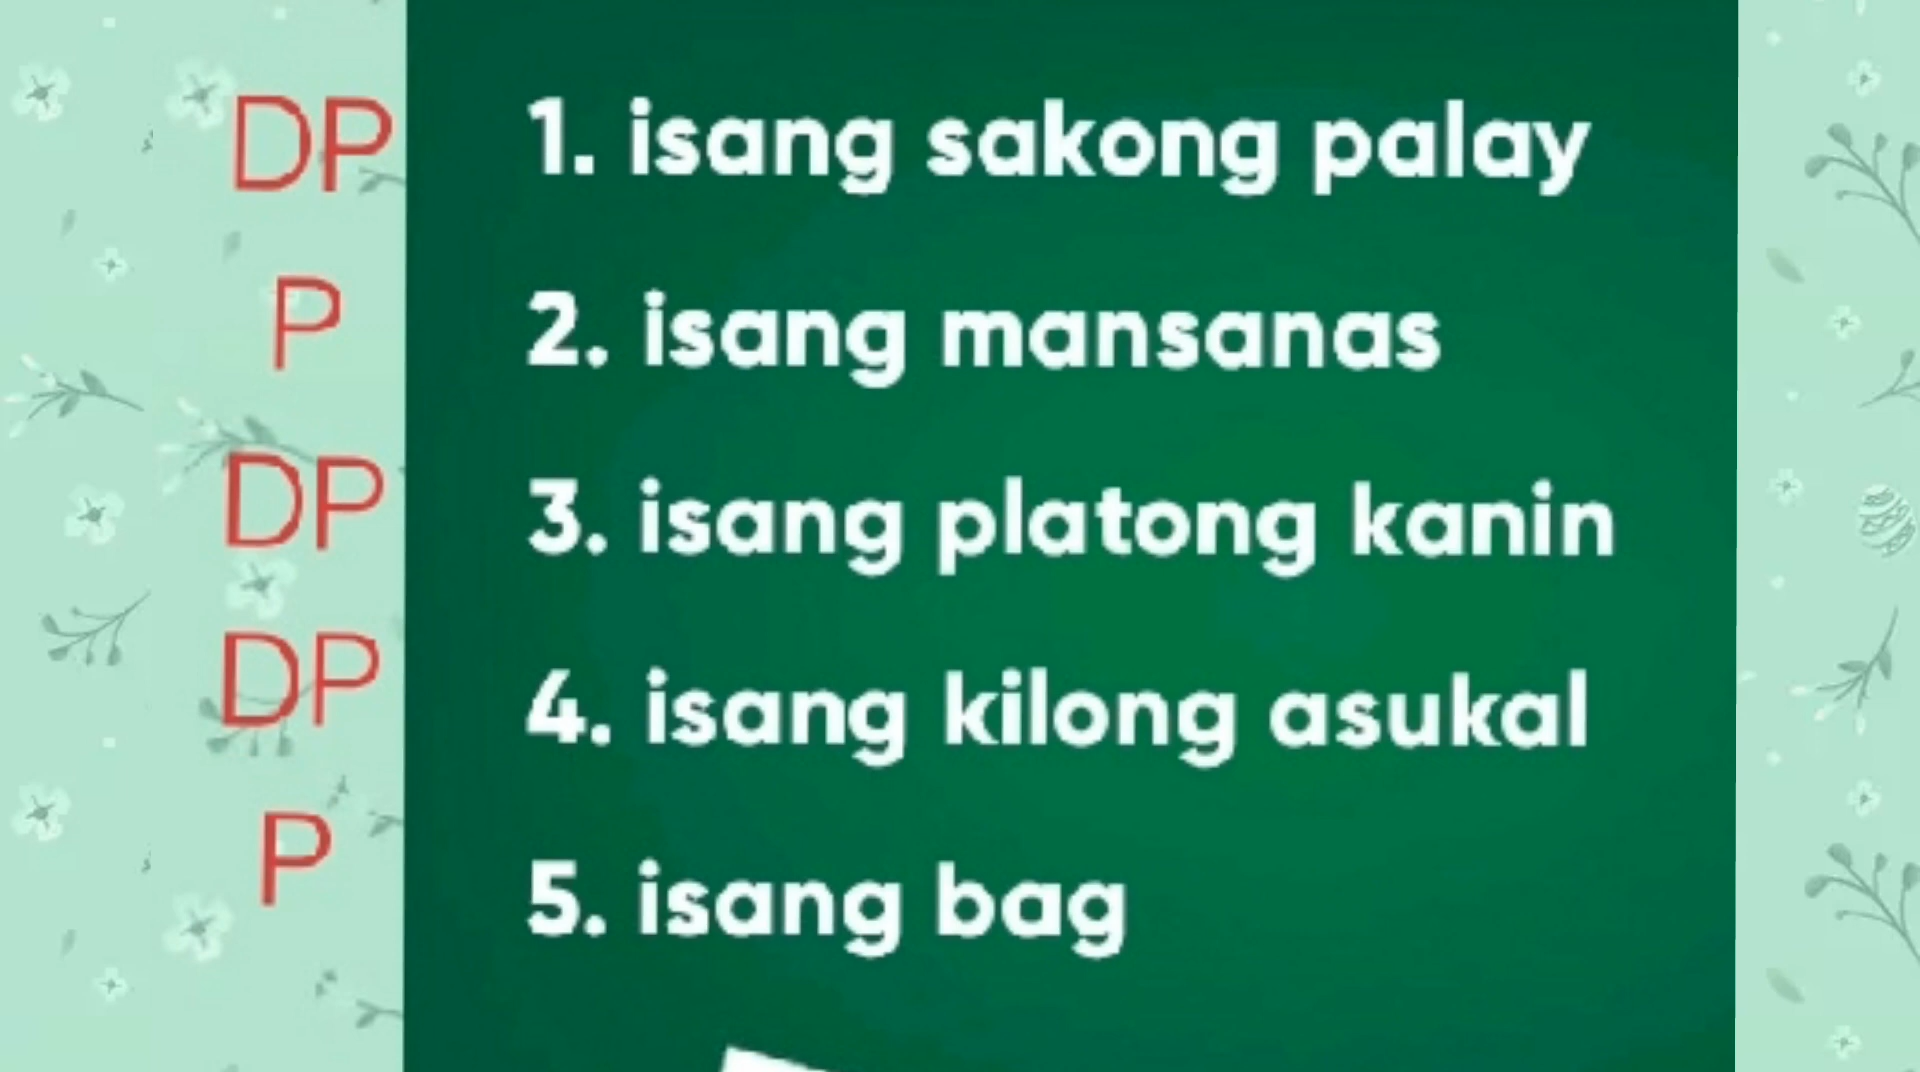 DP 1. isang sakong palay
P 2. isang mansanas
DP 3. isang platong kanin
DP 4. isang kilong asukal
P 5. isang bag